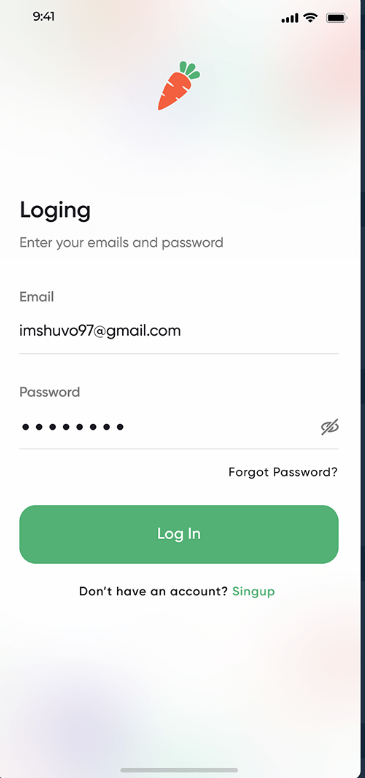 9:41
Loging
Enter your emails and password
Email
imshuvo97@gmail.com
Password
••••••••
Forgot Password?
Log In
Don't have an account? Singup